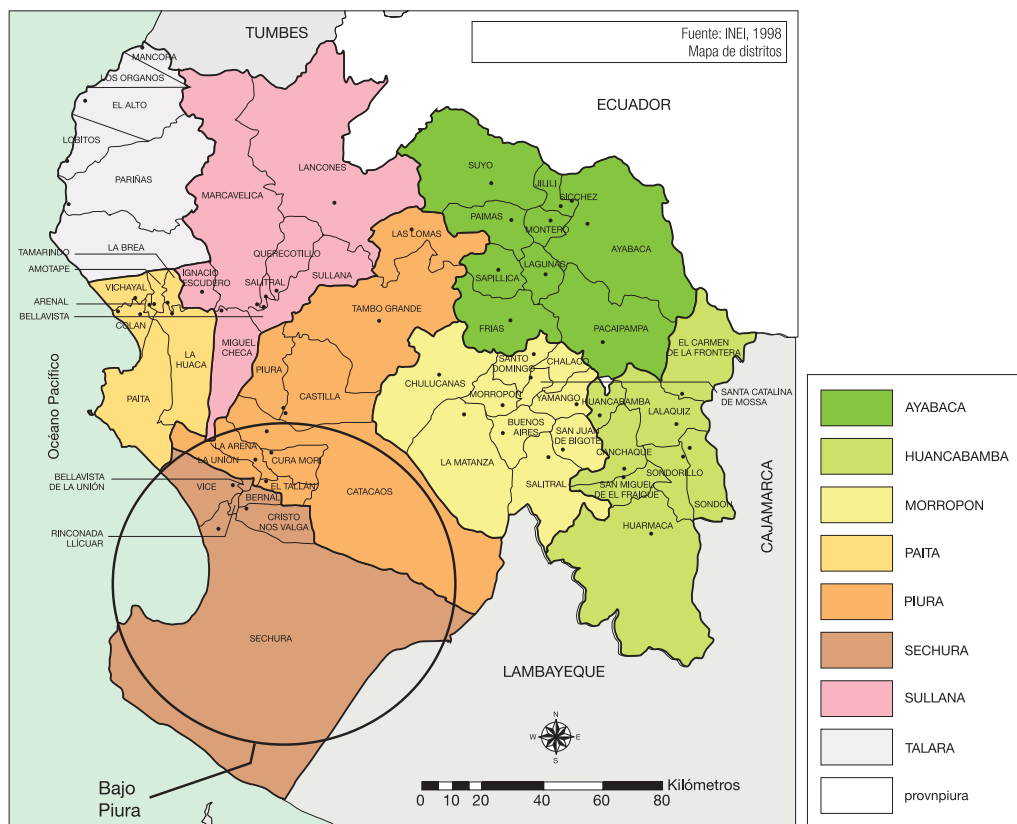 TUMBES
Fuente: INEI, 1998
Mapa de distritos
MANCORA
LOS ORGANOS
EL ALTO
ECUADOR
LOBITOS
PARIÑAS
LANCONES
MARCAVELICA
SUYO
JILILI
SICCHEZ
PAIMAS
MONTERO
AYABACA
LAS LOMAS
LA BREA
TAMARINDO
AMOTAPE
QUERECOTILLO
SULLANA
IGNACIO
ESCUDERO
SALITRAL
LAGUNAS
SAPILLICA
VICHAYAL
ARENAL
BELLAVISTA
COLAN
TAMBO GRANDE
FRIAS
PACAIPAMPA
MIGUEL
CHECA
LA
HUACA
PIURA
EL CARMEN
DE LA FRONTERA
SANTO
DOMINGO
CHALACO
CHULUCANAS
SANTA CATALINA
DE MOSSA
PAITA
CASTILLA
MORROPON
YAMANGO
HUANCABAMBA
LALAQUIZ
BUENOS
AIRES
SAN JUAN
DE BIGOTE
Océano Pacífico
LA ARENA
LA UNION
CURA MORI
LA MATANZA
CANCHAQUE
SONDORILLO
BELLAVISTA
DE LA UNIÓN
VICE
EL TALLÁN
BERNAL
CATACAOS
SALITRAL
SAN MIGUEL
DE EL FRAIQUE
SONDON
CRISTO
NOS VALGA
RINCONADA
LLÍCUAR
HUARMACA
CAJAMARCA
SECHURA
LAMBAYEQUE
N
W
E
S
Bajo
Piura
Kilómetros
0 10 20 40 60 80
AYABACA
HUANCABAMBA
MORROPON
PAITA
PIURA
SECHURA
SULLANA
TALARA
provnpiura